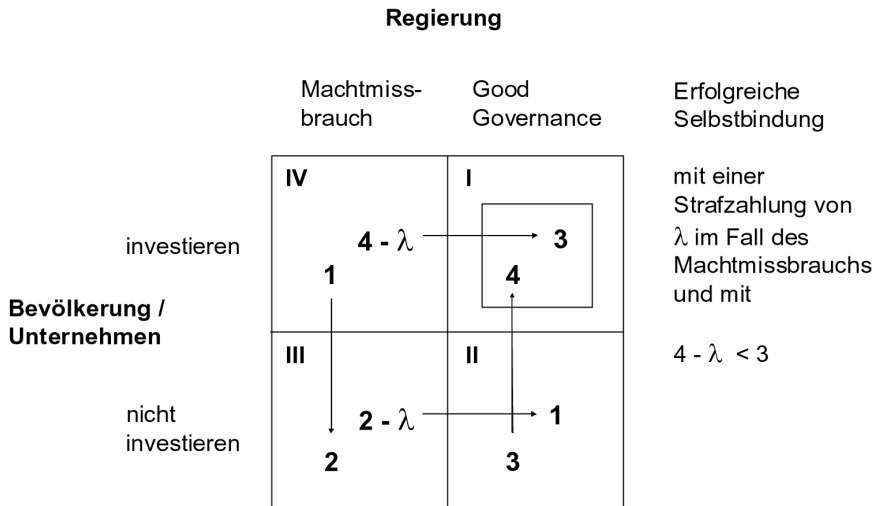 Regierung
Machtmiss-
brauch
Good
Governance
Erfolgreiche
Selbstbindung
IV
I
mit einer
Strafzahlung von
λ im Fall des
Machtmissbrauchs
und mit
investieren
4 - λ
3
1
4
Bevölkerung /
Unternehmen
III
II
4 - λ < 3
nicht
investieren
2 - λ
1
2
3